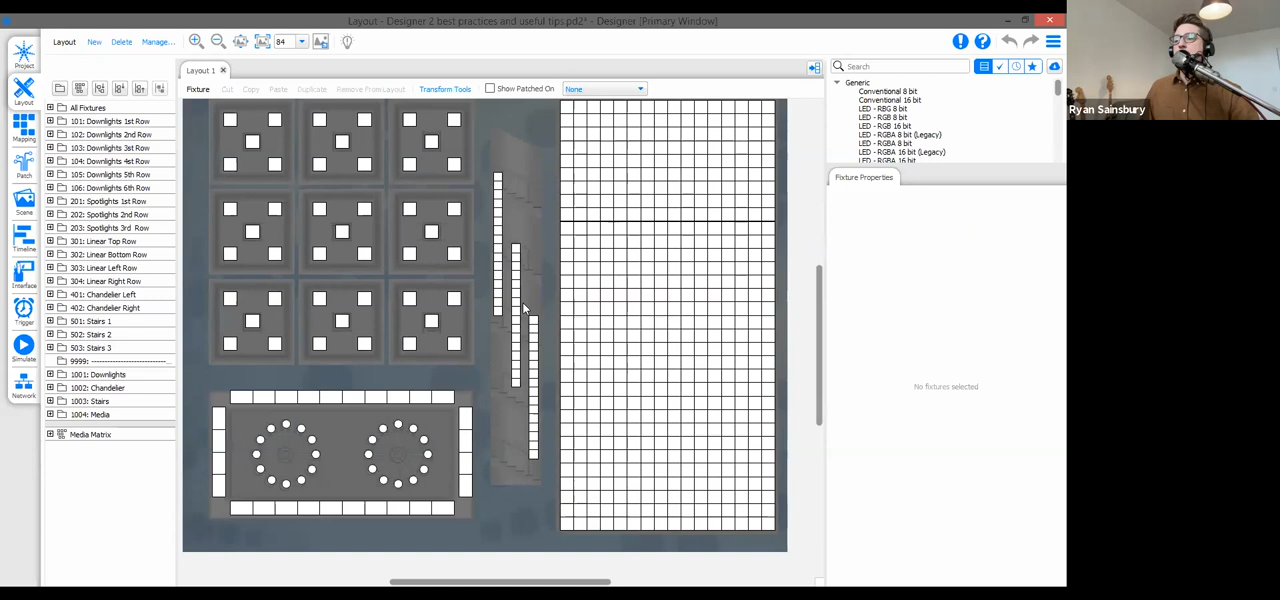 Layout - Designer 2 best practices and useful tips.pd2* - Designer [Primary Window]
Project
Layout
Mapping
Patch
Scene
Timeline
Interface
Trigger
Simulate
Network
Layout New Delete Manage... 84
Layout 1
Fixture Cut Copy Paste Duplicate Remove From Layout Transform Tools Show Patched On None
All Fixtures
101: Downlights 1st Row
102: Downlights 2nd Row
103: Downlights 3rd Row
104: Downlights 4st Row
105: Downlights 5th Row
106: Downlights 6th Row
201: Spotlights 1st Row
202: Spotlights 2nd Row
203: Spotlights 3rd Row
301: Linear Top Row
302: Linear Bottom Row
303: Linear Left Row
304: Linear Right Row
401: Chandelier Left
402: Chandelier Right
501: Stairs 1
502: Stairs 2
503: Stairs 3
9999: ---------------------------...
1001: Downlights
1002: Chandelier
1003: Stairs
1004: Media
Media Matrix
Search
Generic
Conventional 8 bit
Conventional 16 bit
LED - RBG 8 bit
LED - RGB 8 bit
LED - RGB 16 bit
LED - RGBA 8 bit (Legacy)
LED - RGBA 8 bit
LED - RGBA 16 bit (Legacy)
LED - RGBA 16 bit
Fixture Properties
No fixtures selected
Ryan Sainsbury